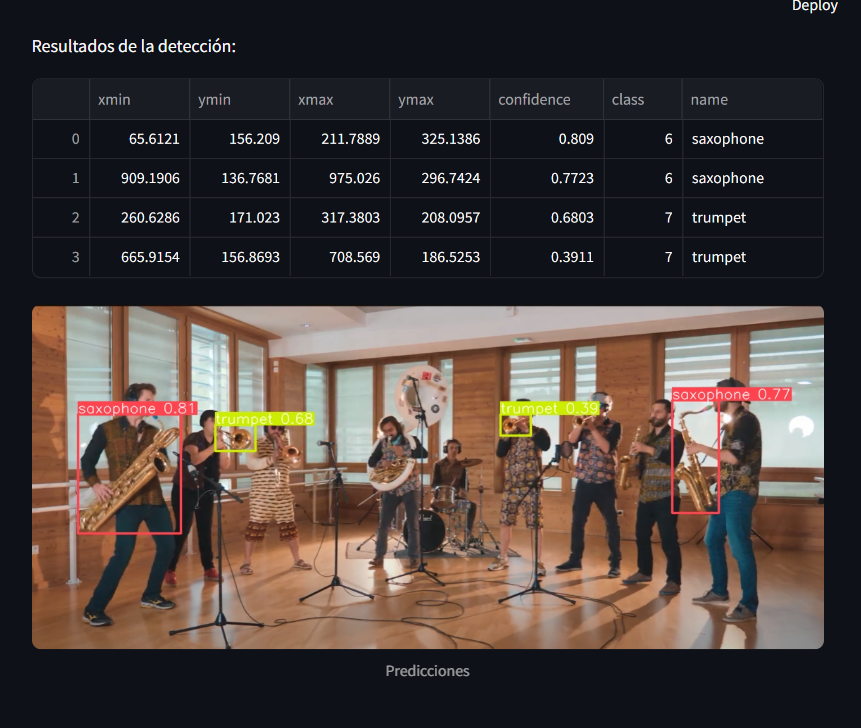 Deploy
Resultados de la detección:
xmin ymin xmax ymax confidence class name
0 65.6121 156.209 211.7889 325.1386 0.809 6 saxophone
1 909.1906 136.7681 975.026 296.7424 0.7723 6 saxophone
2 260.6286 171.023 317.3803 208.0957 0.6803 7 trumpet
3 665.9154 156.8693 708.569 186.5253 0.3911 7 trumpet
saxophone 0.81
trumpet 0.68
trumpet 0.39
saxophone 0.77
Predicciones